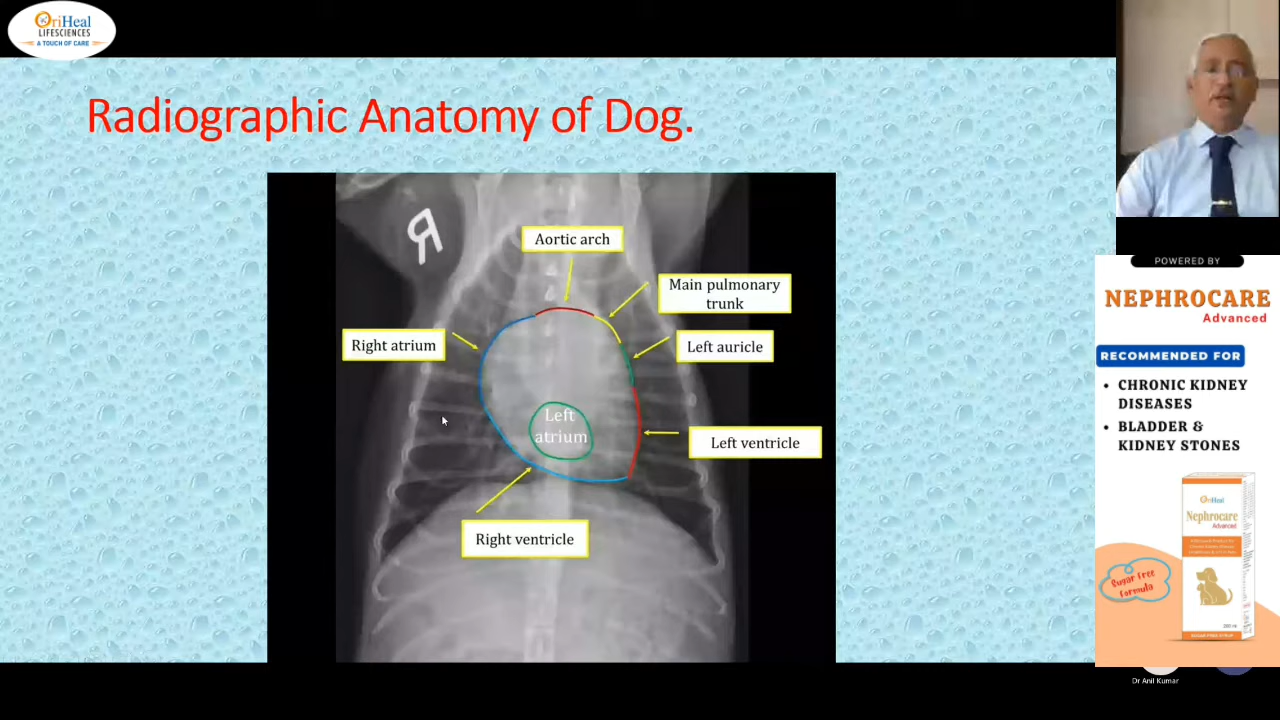 OriHeal
LIFESCIENCES
A TOUCH OF CARE
Radiographic Anatomy of Dog.
R
Aortic arch
Main pulmonary
trunk
Right atrium
Left auricle
Left
atrium
Left ventricle
Right ventricle
POWERED BY
NEPHROCARE
Advanced
RECOMMENDED FOR
• CHRONIC KIDNEY
DISEASES
• BLADDER &
KIDNEY STONES
OriHeal
Nephrocare
Advanced
Sugar Free
Formula
Dr Anil Kumar